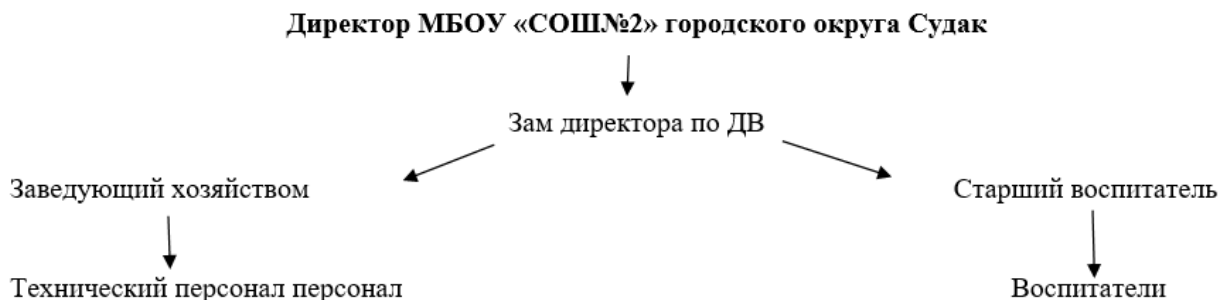 Директор МБОУ «СОШ№2» городского округа Судак
Зам директора по ДВ
Заведующий хозяйством
Старший воспитатель
Технический персонал персонал
Воспитатели